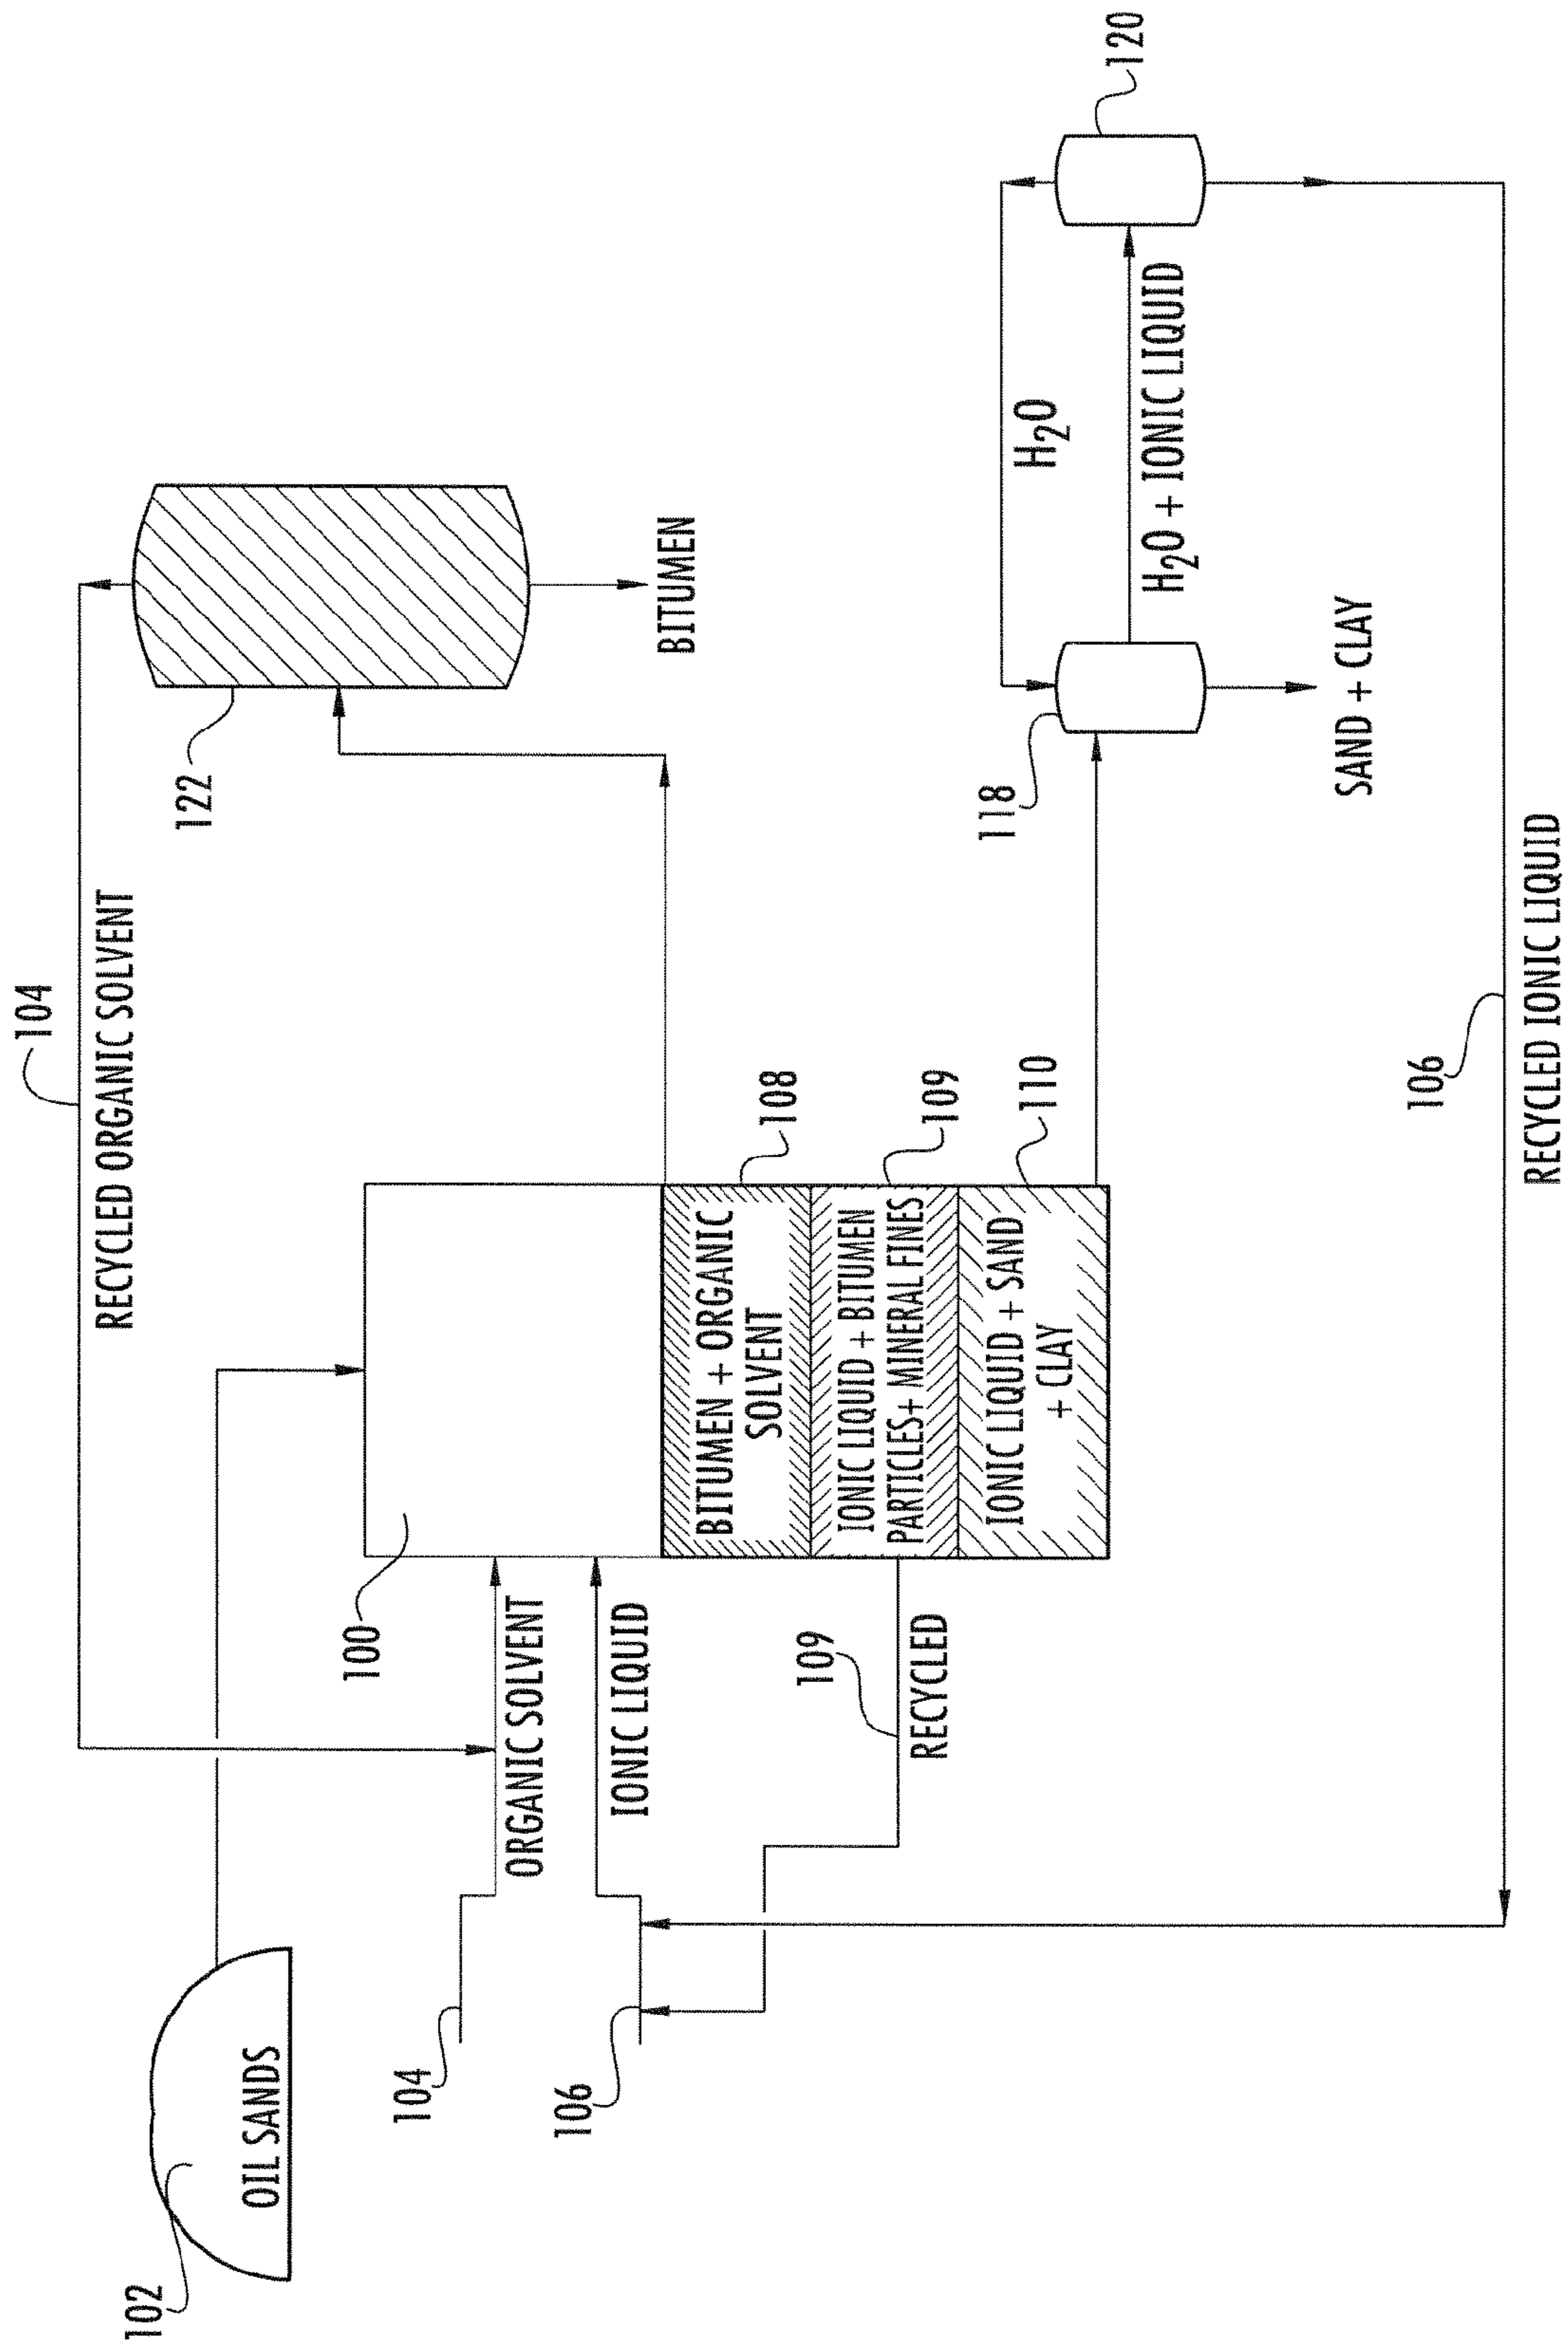 104
RECYCLED ORGANIC SOLVENT
102
OIL SANDS
122
BITUMEN
100
104
ORGANIC SOLVENT
106
IONIC LIQUID
BITUMEN + ORGANIC
SOLVENT
108
IONIC LIQUID + BITUMEN
PARTICLES+ MINERAL FINES
109
IONIC LIQUID + SAND
+ CLAY
110
109
RECYCLED
118
H2O
120
H2O + IONIC LIQUID
SAND + CLAY
106
RECYCLED IONIC LIQUID